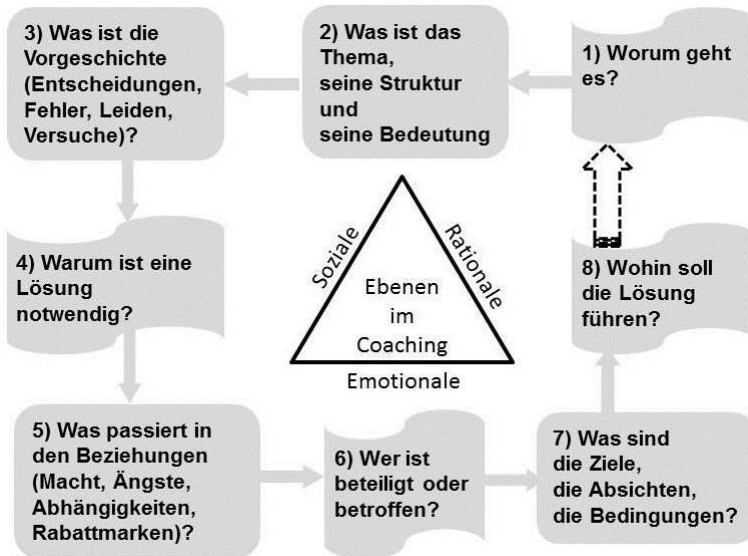 1) Worum geht
es?
2) Was ist das
Thema,
seine Struktur
und
seine Bedeutung
3) Was ist die
Vorgeschichte
(Entscheidungen,
Fehler, Leiden,
Versuche)?
4) Warum ist eine
Lösung
notwendig?
5) Was passiert in
den Beziehungen
(Macht, Ängste,
Abhängigkeiten,
Rabattmarken)?
6) Wer ist
beteiligt oder
betroffen?
7) Was sind
die Ziele,
die Absichten,
die Bedingungen?
8) Wohin soll
die Lösung
führen?
Soziale
Rationale
Ebenen
im
Coaching
Emotionale